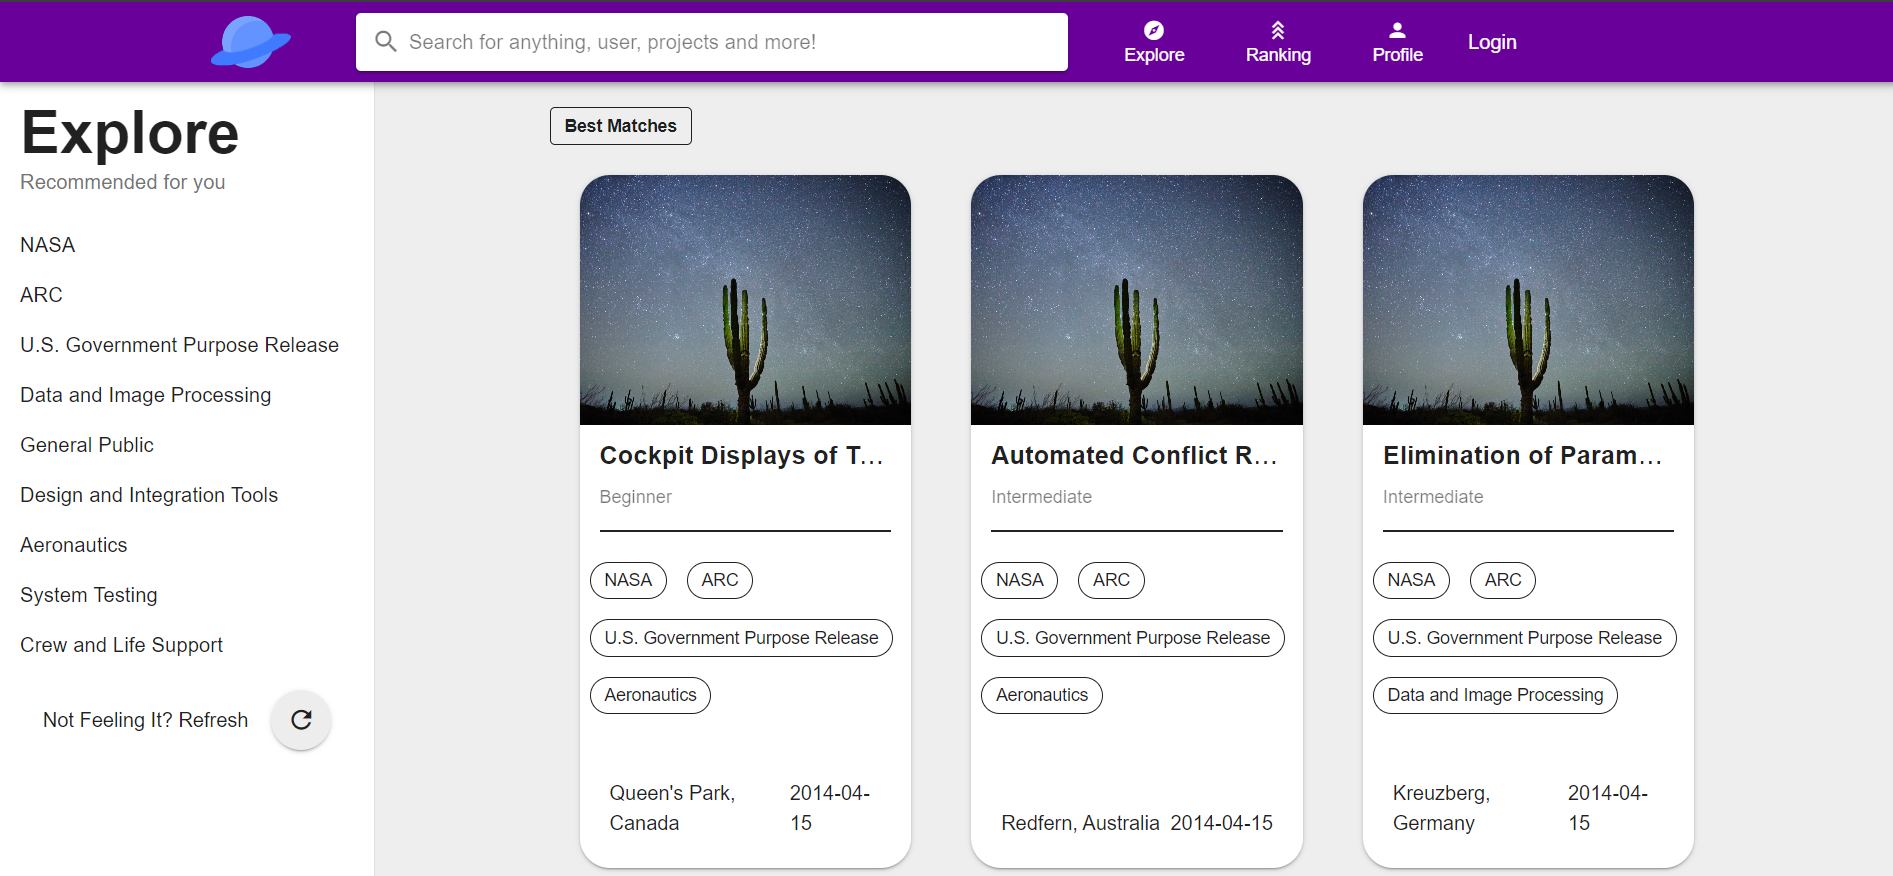 Search for anything, user, projects and more!
Explore
Ranking
Profile
Login
Explore
Recommended for you
NASA
ARC
U.S. Government Purpose Release
Data and Image Processing
General Public
Design and Integration Tools
Aeronautics
System Testing
Crew and Life Support
Not Feeling It? Refresh
Best Matches
Cockpit Displays of T...
Beginner
NASA
ARC
U.S. Government Purpose Release
Aeronautics
Queen's Park,
Canada
2014-04-
15
Automated Conflict R...
Intermediate
NASA
ARC
U.S. Government Purpose Release
Aeronautics
Redfern, Australia
2014-04-15
Elimination of Param...
Intermediate
NASA
ARC
U.S. Government Purpose Release
Data and Image Processing
Kreuzberg,
Germany
2014-04-
15